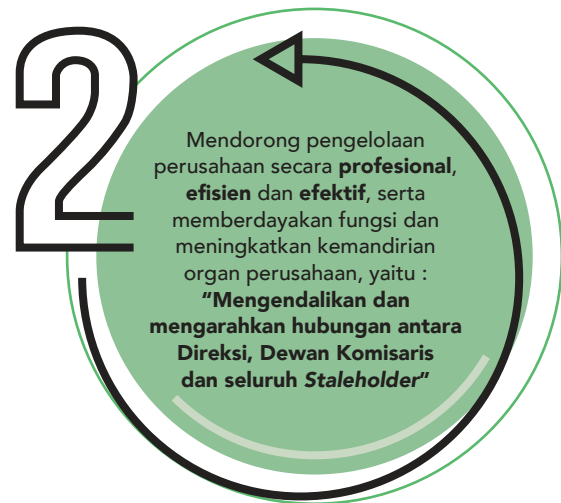 2
Mendorong pengelolaan
perusahaan secara profesional,
efisien dan efektif, serta
memberdayakan fungsi dan
meningkatkan kemandirian
organ perusahaan, yaitu :
“Mengendalikan dan
mengarahkan hubungan antara
Direksi, Dewan Komisaris
dan seluruh Staleholder”